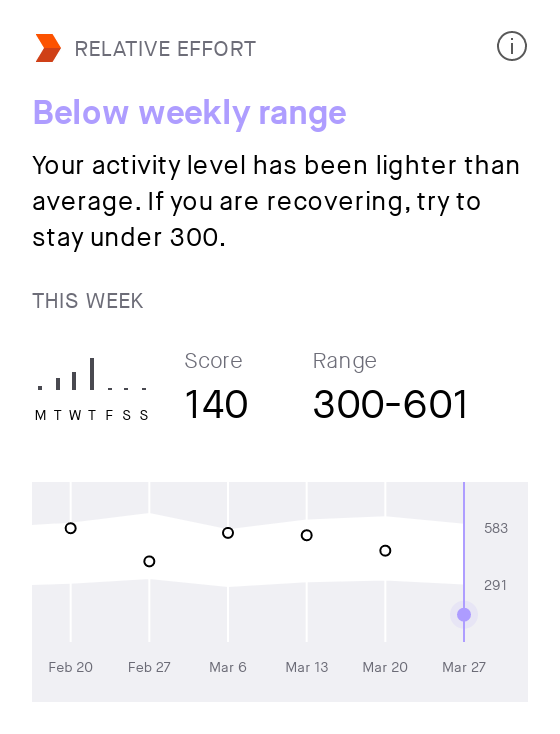 RELATIVE EFFORT
Below weekly range
Your activity level has been lighter than
average. If you are recovering, try to
stay under 300.
THIS WEEK
Score Range
140 300-601
M T W T F S S
583
291
Feb 20 Feb 27 Mar 6 Mar 13 Mar 20 Mar 27